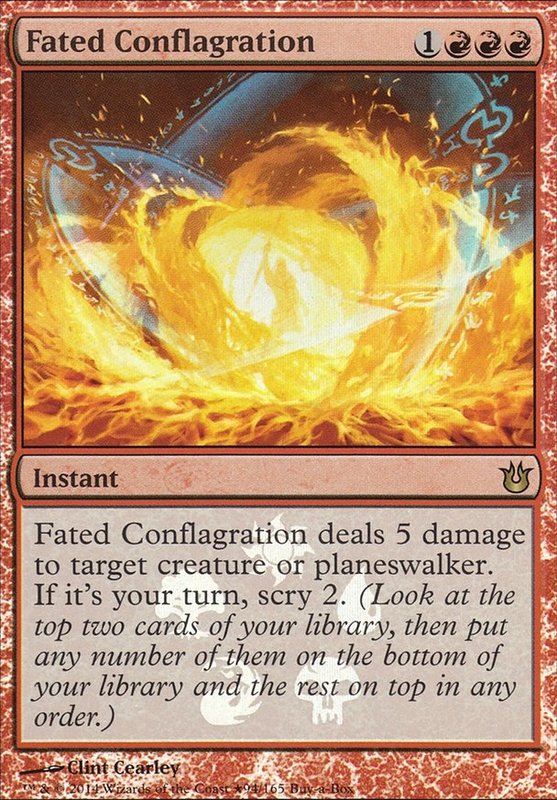 Fated Conflagration 1
Instant
Fated Conflagration deals 5 damage
to target creature or planeswalker.
If it's your turn, scry 2. (Look at the
top two cards of your library, then put
any number of them on the bottom of
your library and the rest on top in any
order.)
Clint Cearley
™ & © 2014 Wizards of the Coast ★94/165 Buy-a-Box